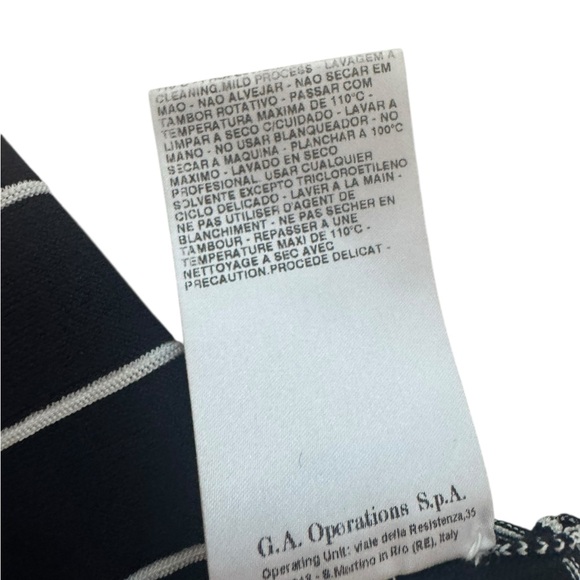 CLEANING.MILD PROCESS - LAVAGEM A
MAO - NAO ALVEJAR - NAO SECAR EM
TAMBOR ROTATIVO - PASSAR COM
TEMPERATURA MAXIMA DE 110°C -
LIMPAR A SECO C/CUIDADO - LAVAR A
MANO - NO USAR BLANQUEADOR - NO
SECAR A MAQUINA - PLANCHAR A 100°C
MAXIMO - LAVADO EN SECO
PROFESIONAL. USAR CUALQUIER
SOLVENTE EXCEPTO TRICLOROETILENO
CICLO DELICADO - LAVER A LA MAIN -
NE PAS UTILISER D'AGENT DE
BLANCHIMENT - NE PAS SECHER EN
TAMBOUR - REPASSER A UNE
TEMPERATURE MAXI DE 110°C -
NETTOYAGE A SEC AVEC
PRECAUTION.PROCEDE DELICAT -
G.A. Operations S.p.A.
Operating Unit: viale della Resistenza,35
- S.Martino in Rio (RE), Italy